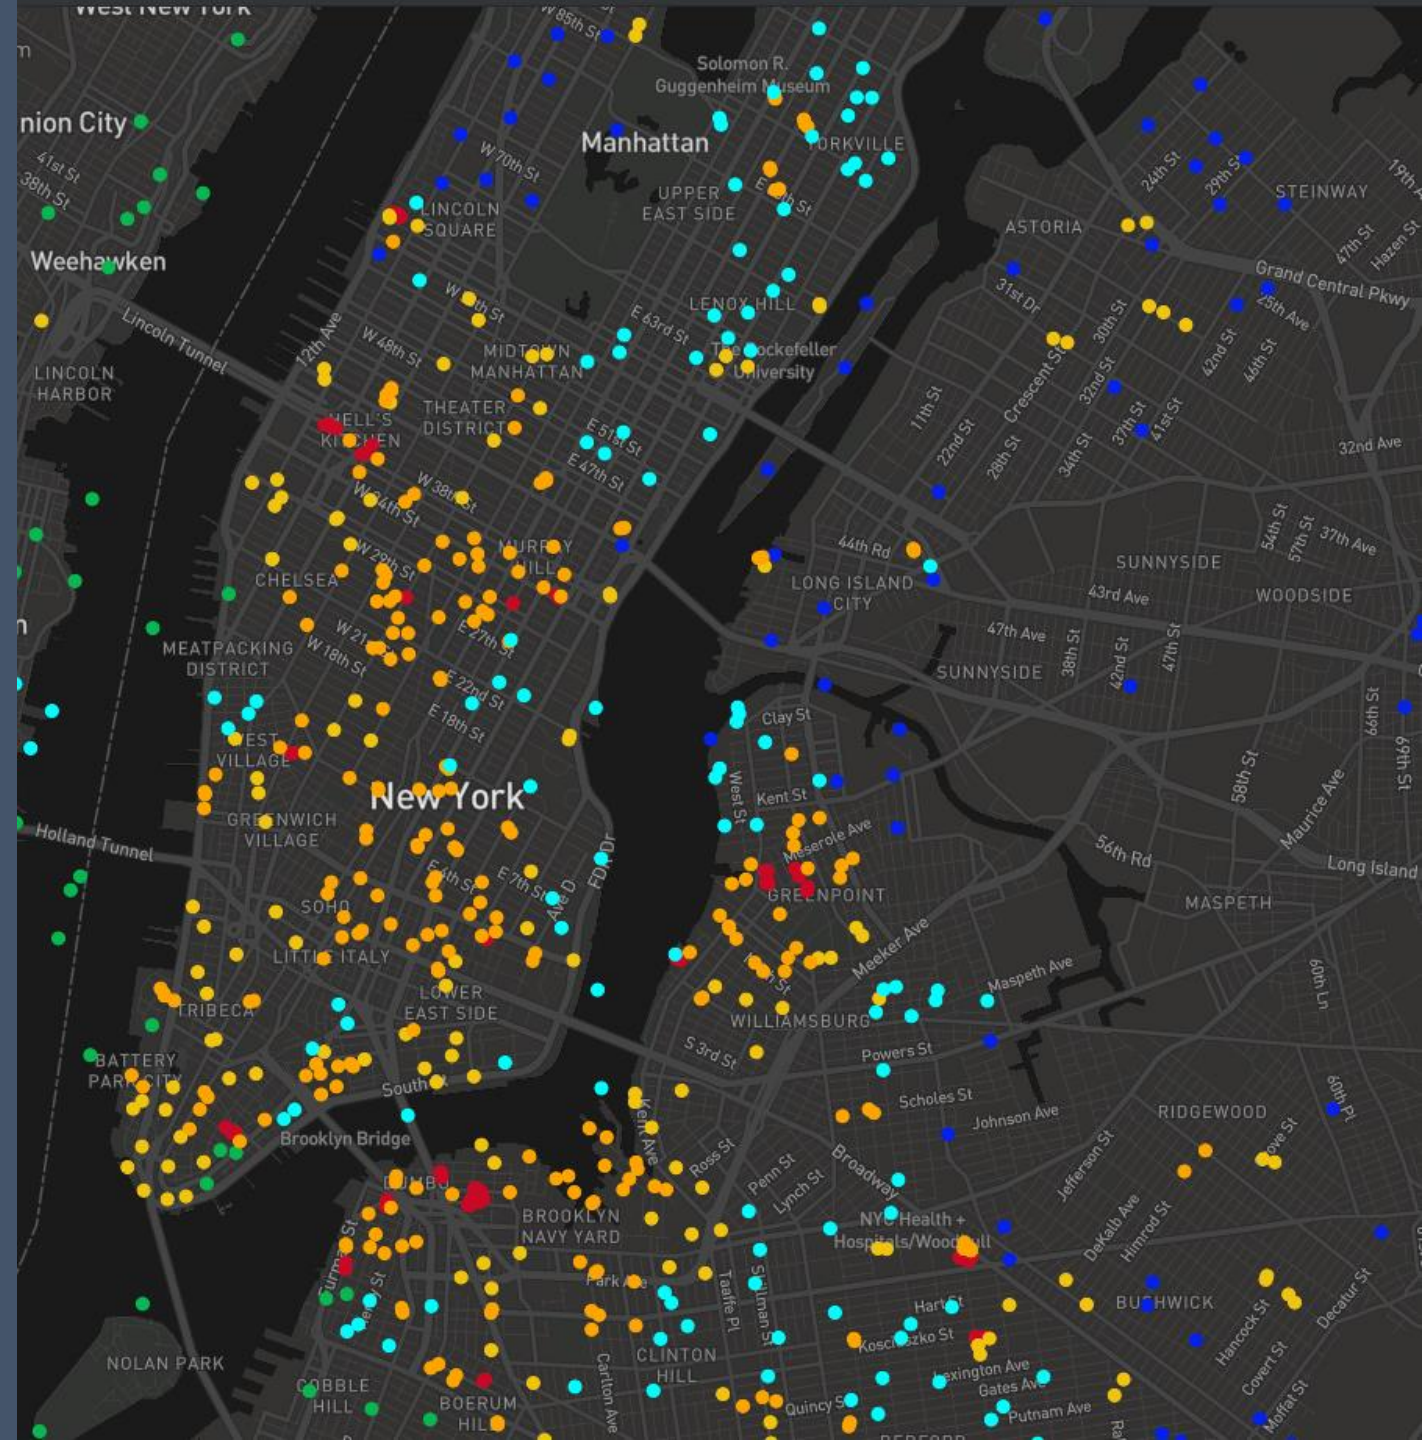 West New York
W 85th St
Solomon R.
Guggenheim Museum
nion City
Manhattan
YORKVILLE
41st St
38th St
W 70th St
UPPER
EAST SIDE
24th St
29th St
STEINWAY
19th
LINCOLN
SQUARE
ASTORIA
47th St
Hazen St
Weehawken
Grand Central Pkwy
31st Dr
25th Ave
LENOX HILL
E 63rd St
30th St
Lincoln Tunnel
12th Ave
W 48th St
MIDTOWN
MANHATTAN
The Rockefeller
University
42nd St
46th St
LINCOLN
HARBOR
Crescent St
32nd St
THEATER
DISTRICT
HELL'S
KITCHEN
E 51st St
E 47th St
11th St
22nd St
28th St
34th St
37th St
41st St
32nd Ave
W 38th St
W 34th St
MURRAY
HILL
44th Rd
54th St
57th St
37th Ave
W 29th St
CHELSEA
LONG ISLAND
CITY
SUNNYSIDE
43rd Ave
WOODSIDE
W 21
W 18th St
E 27th St
MEATPACKING
DISTRICT
47th Ave
38th St
42nd St
47th St
SUNNYSIDE
E 22nd St
E 18th St
Clay St
66th St
69th St
WEST
VILLAGE
New York
West St
Kent St
58th St
Maurice Ave
GREENWICH
VILLAGE
Holland Tunnel
Meserole Ave
56th Rd
Long Island
E 4th St
E 7th St
FDR Dr
Ave D
GREENPOINT
MASPETH
SOHO
LITTLE ITALY
Meeker Ave
Maspeth Ave
60th Ln
TRIBECA
LOWER
EAST SIDE
WILLIAMSBURG
S 3rd St
Powers St
BATTERY
PARK CITY
South
Scholes St
Johnson Ave
RIDGEWOOD
60th Pl
Kent Ave
Brooklyn Bridge
Ross St
Penn St
Lynch St
Broadway
Jefferson St
DUMBO
BROOKLYN
NAVY YARD
NYC Health +
Hospitals/Woodhull
DeKalb Ave
Himrod St
Furman St
Park Ave
Taaffe Pl
Skillman St
Hart St
Kosciuszko St
BUSHWICK
Hancock St
Decatur St
NOLAN PARK
CLINTON
HILL
Carlton Ave
Lexington Ave
Gates Ave
Covert St
COBBLE
HILL
BOERUM
HILL
Quincy St
Putnam Ave
Moffat St
BEDFORD